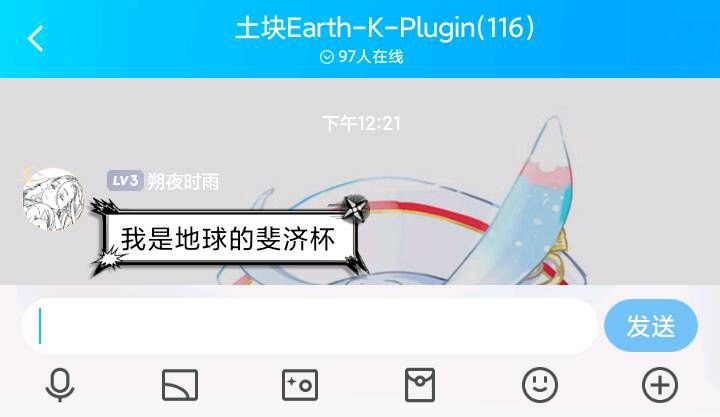 土块Earth-K-Plugin(116)
97人在线
下午12:21
LV3 朔夜时雨
我是地球的斐济杯
发送